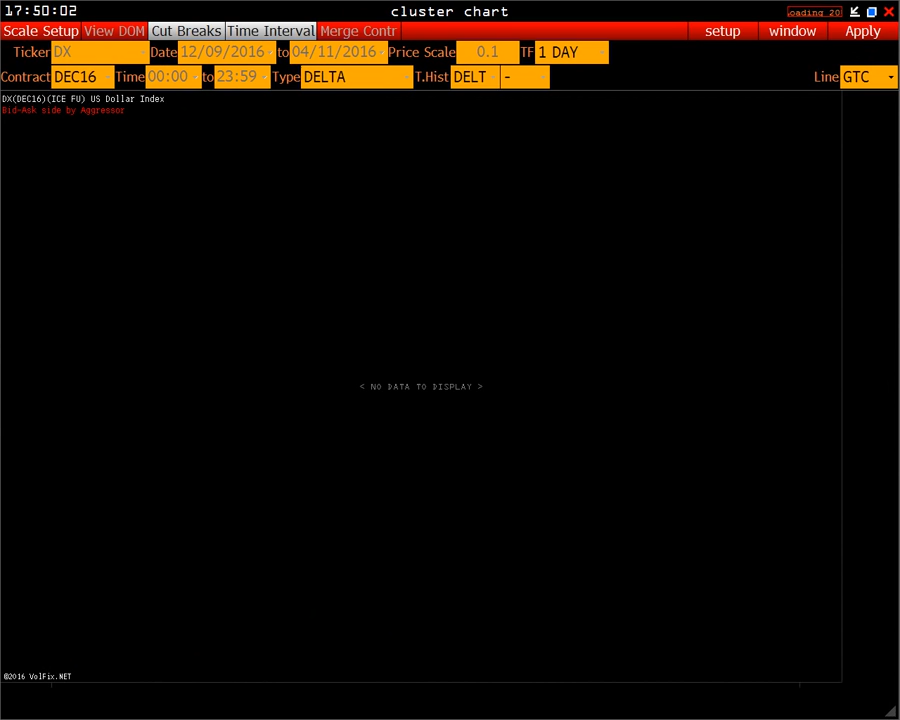 17:50:02 cluster chart oading 20
Scale Setup View DOM Cut Breaks Time Interval Merge Contr setup window Apply
Ticker DX Date 12/09/2016 to 04/11/2016 Price Scale 0.1 TF 1 DAY
Contract DEC16 Time 00:00 to 23:59 Type DELTA T.Hist DELT - Line GTC
DX(DEC16)(ICE FU) US Dollar Index
Bid-Ask side by Aggressor
< NO DATA TO DISPLAY >
©2016 VolFix.NET